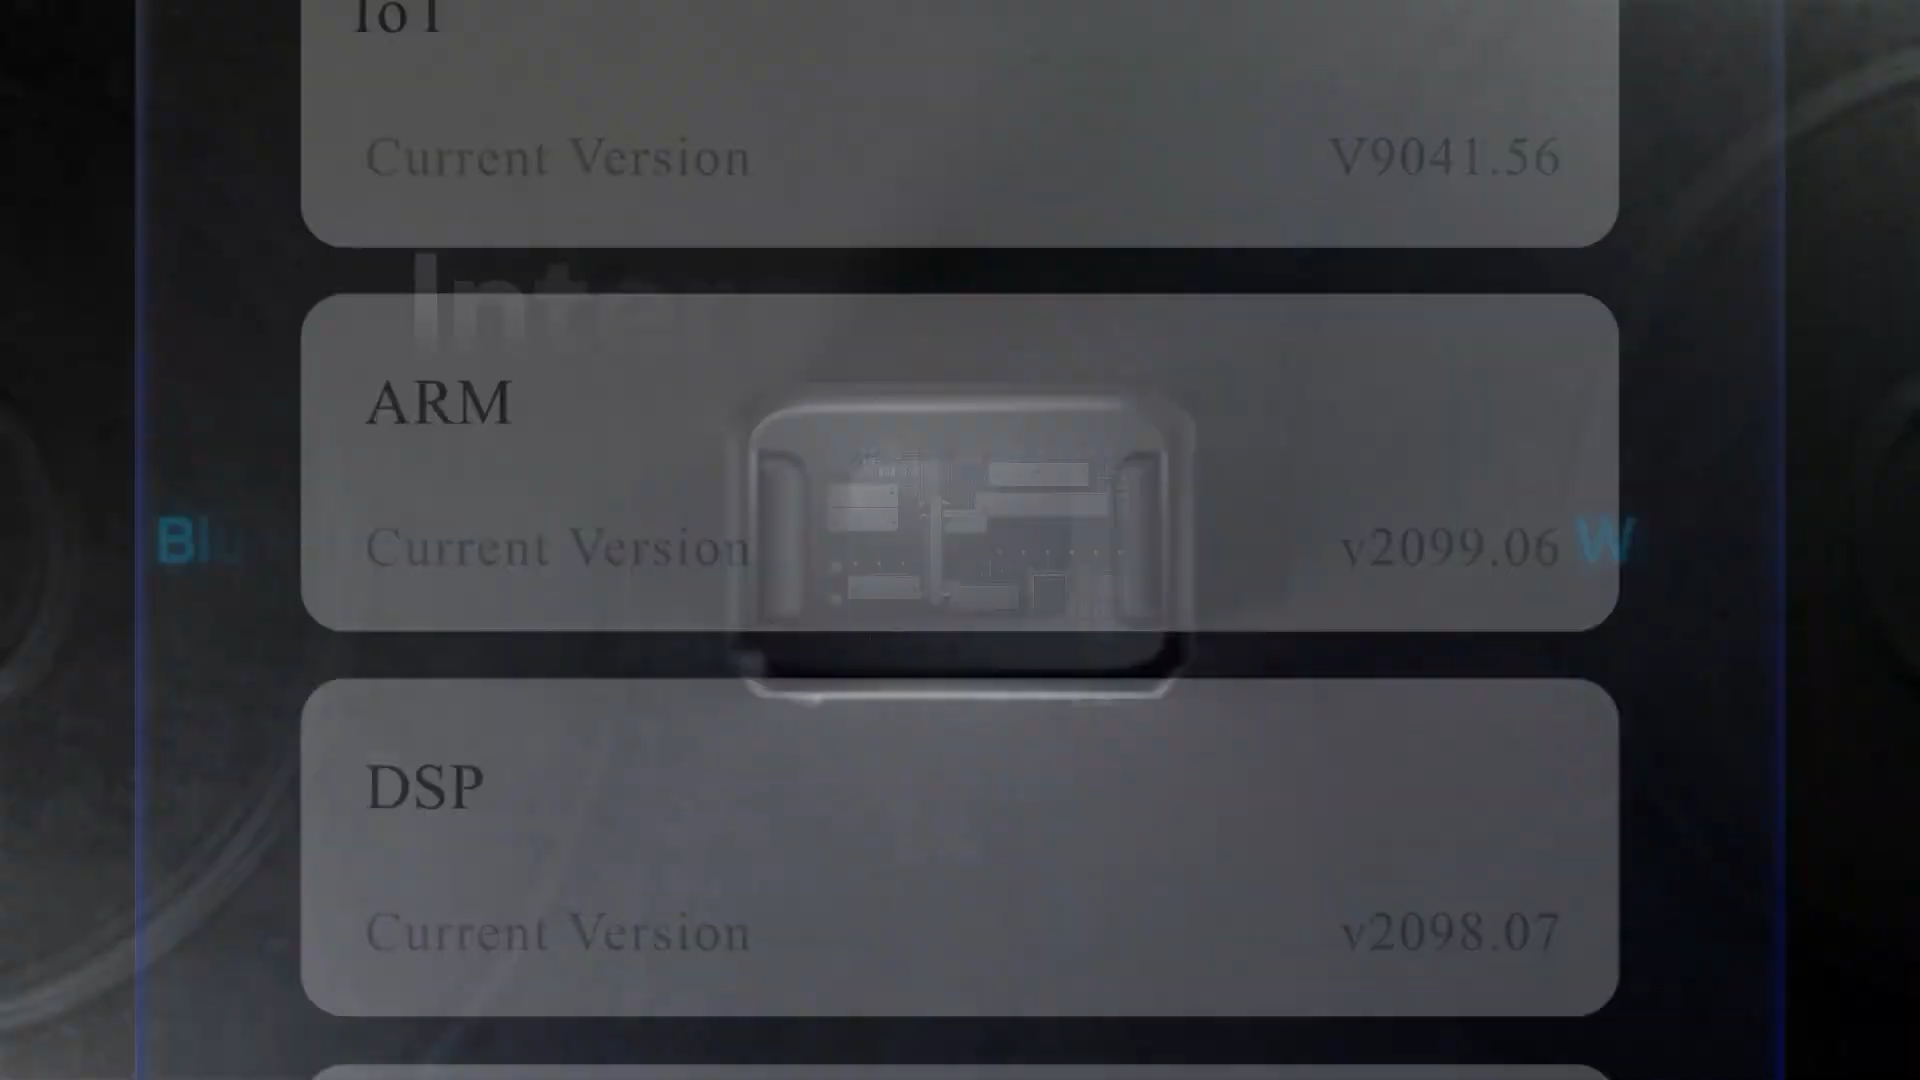 IoT
Current Version V9041.56
ARM
Current Version v2099.06
DSP
Current Version v2098.07